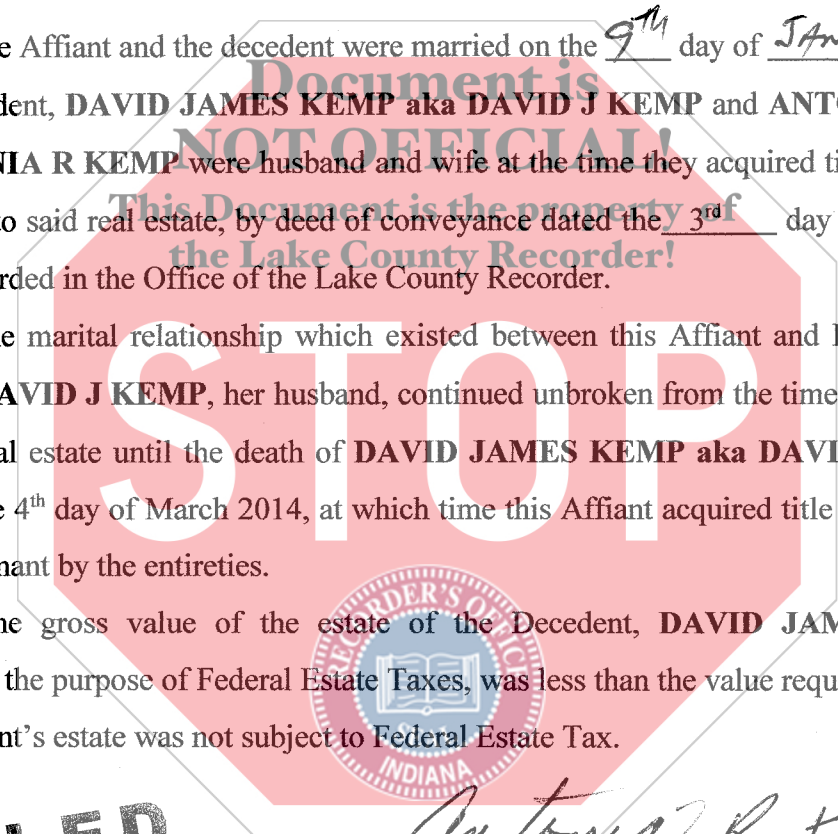 e Affiant and the decedent were married on the 9th day of JAN
dent, DAVID JAMES KEMP aka DAVID J KEMP and ANT
NIA R KEMP were husband and wife at the time they acquired ti
to said real estate, by deed of conveyance dated the 3rd day
rded in the Office of the Lake County Recorder.
e marital relationship which existed between this Affiant and
AVID J KEMP, her husband, continued unbroken from the time
al estate until the death of DAVID JAMES KEMP aka DAVI
e 4th day of March 2014, at which time this Affiant acquired title
nant by the entireties.
ne gross value of the estate of the Decedent, DAVID JAM
the purpose of Federal Estate Taxes, was less than the value requ
nt's estate was not subject to Federal Estate Tax.
Document is
NOT OFFICIAL!
This Document is the property of
the Lake County Recorder!
STOP
RECORDER'S OFFICE
INDIANA
LED
Antonia R